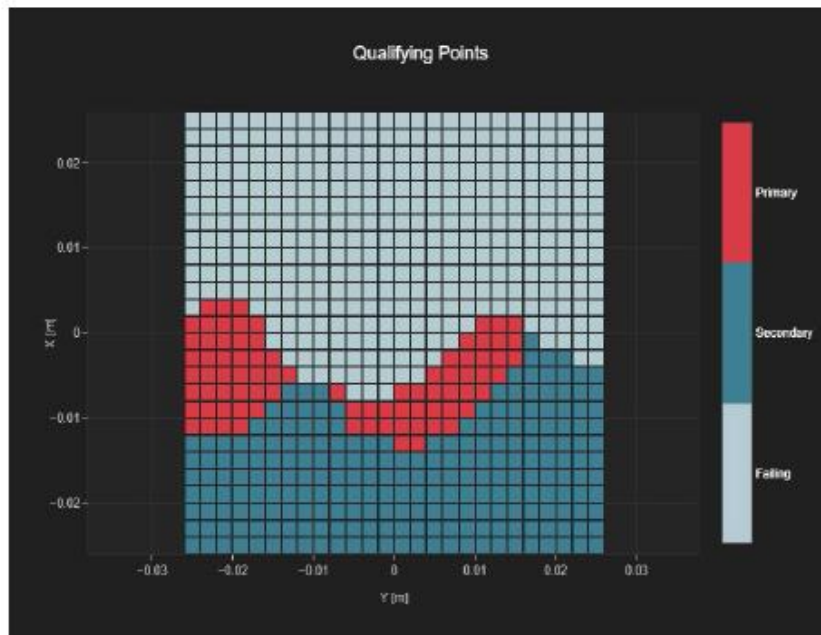 Qualifying Points
0.02
0.01
0
−0.01
−0.02
X [m]
−0.03
−0.02
−0.01
0
0.01
0.02
0.03
Y [m]
Primary
Secondary
Failing